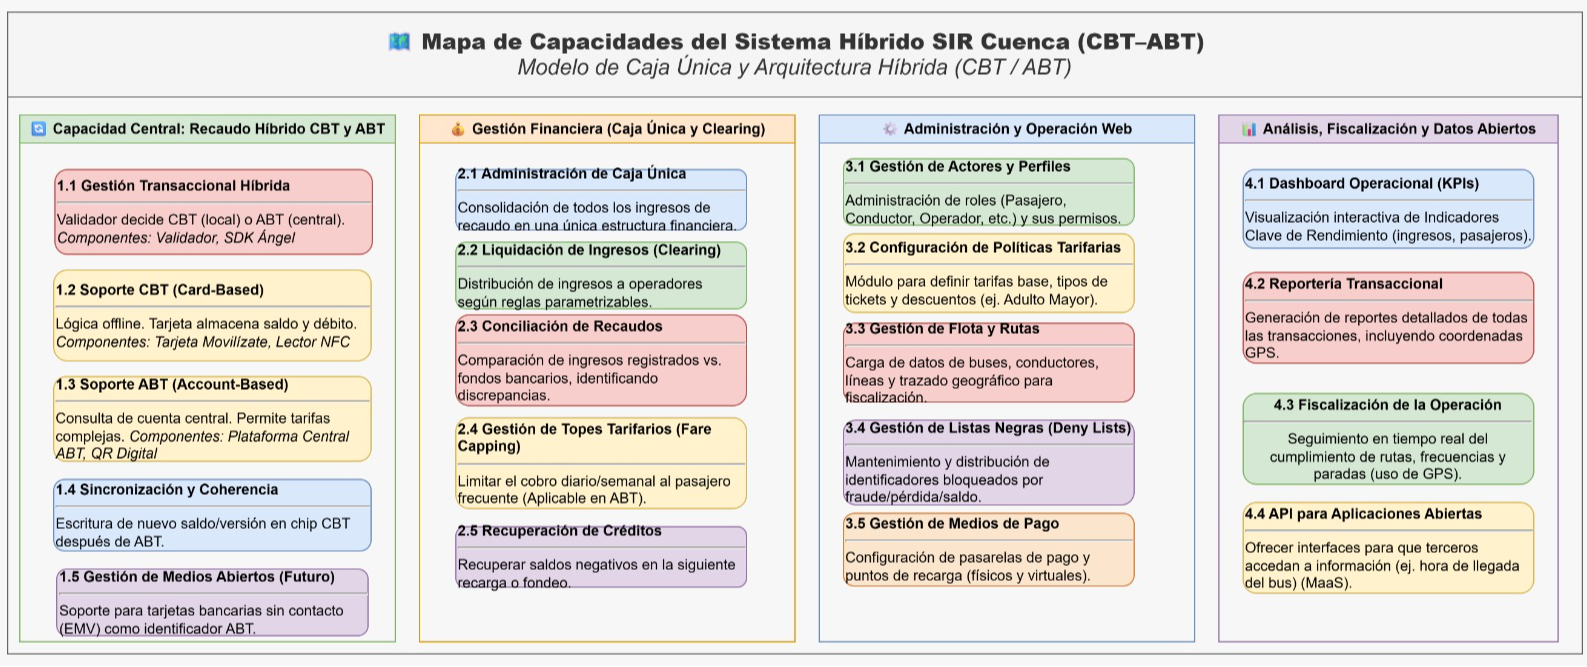 Mapa de Capacidades del Sistema Híbrido SIR Cuenca (CBT–ABT)
Modelo de Caja Única y Arquitectura Híbrida (CBT / ABT)
Capacidad Central: Recaudo Híbrido CBT y ABT
1.1 Gestión Transaccional Híbrida
Validador decide CBT (local) o ABT (central).
Componentes: Validador, SDK Ángel
1.2 Soporte CBT (Card-Based)
Lógica offline. Tarjeta almacena saldo y débito.
Componentes: Tarjeta Movilízate, Lector NFC
1.3 Soporte ABT (Account-Based)
Consulta de cuenta central. Permite tarifas
complejas. Componentes: Plataforma Central
ABT, QR Digital
1.4 Sincronización y Coherencia
Escritura de nuevo saldo/versión en chip CBT
después de ABT.
1.5 Gestión de Medios Abiertos (Futuro)
Soporte para tarjetas bancarias sin contacto
(EMV) como identificador ABT.
Gestión Financiera (Caja Única y Clearing)
2.1 Administración de Caja Única
Consolidación de todos los ingresos de
recaudo en una única estructura financiera.
2.2 Liquidación de Ingresos (Clearing)
Distribución de ingresos a operadores
según reglas parametrizables.
2.3 Conciliación de Recaudos
Comparación de ingresos registrados vs.
fondos bancarios, identificando
discrepancias.
2.4 Gestión de Topes Tarifarios (Fare
Capping)
Limitar el cobro diario/semanal al pasajero
frecuente (Aplicable en ABT).
2.5 Recuperación de Créditos
Recuperar saldos negativos en la siguiente
recarga o fondeo.
Administración y Operación Web
3.1 Gestión de Actores y Perfiles
Administración de roles (Pasajero,
Conductor, Operador, etc.) y sus permisos.
3.2 Configuración de Políticas Tarifarias
Módulo para definir tarifas base, tipos de
tickets y descuentos (ej. Adulto Mayor).
3.3 Gestión de Flota y Rutas
Carga de datos de buses, conductores,
líneas y trazado geográfico para
fiscalización.
3.4 Gestión de Listas Negras (Deny Lists)
Mantenimiento y distribución de
identificadores bloqueados por
fraude/pérdida/saldo.
3.5 Gestión de Medios de Pago
Configuración de pasarelas de pago y
puntos de recarga (físicos y virtuales).
Análisis, Fiscalización y Datos Abiertos
4.1 Dashboard Operacional (KPIs)
Visualización interactiva de Indicadores
Clave de Rendimiento (ingresos, pasajeros).
4.2 Reportería Transaccional
Generación de reportes detallados de todas
las transacciones, incluyendo coordenadas
GPS.
4.3 Fiscalización de la Operación
Seguimiento en tiempo real del
cumplimiento de rutas, frecuencias y
paradas (uso de GPS).
4.4 API para Aplicaciones Abiertas
Ofrecer interfaces para que terceros
accedan a información (ej. hora de llegada
del bus) (MaaS).